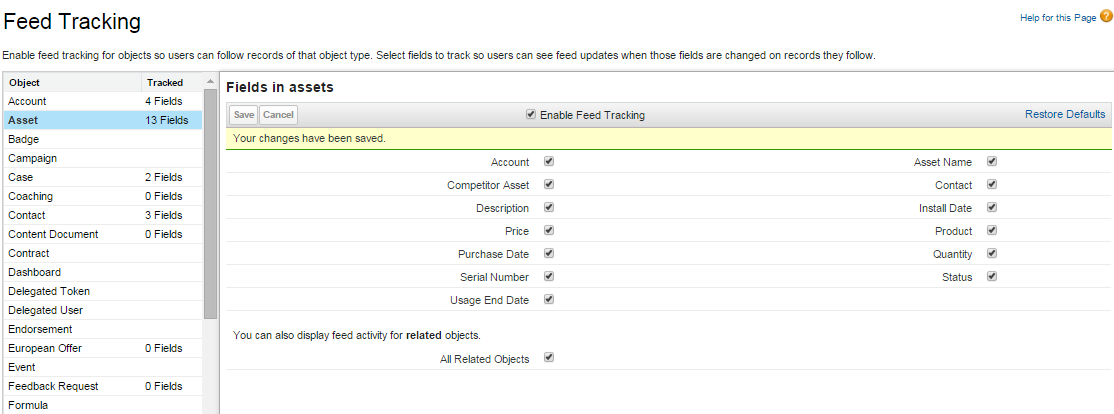 Feed Tracking
Help for this Page ?
Enable feed tracking for objects so users can follow records of that object type. Select fields to track so users can see feed updates when those fields are changed on records they follow.
Object Tracked
Account 4 Fields
Asset 13 Fields
Badge
Campaign
Case 2 Fields
Coaching 0 Fields
Contact 3 Fields
Content Document 0 Fields
Contract
Dashboard
Delegated Token
Delegated User
Endorsement
European Offer 0 Fields
Event
Feedback Request 0 Fields
Formula
Fields in assets
Save Cancel Enable Feed Tracking Restore Defaults
Your changes have been saved.
Account Asset Name
Competitor Asset Contact
Description Install Date
Price Product
Purchase Date Quantity
Serial Number Status
Usage End Date
You can also display feed activity for related objects.
All Related Objects